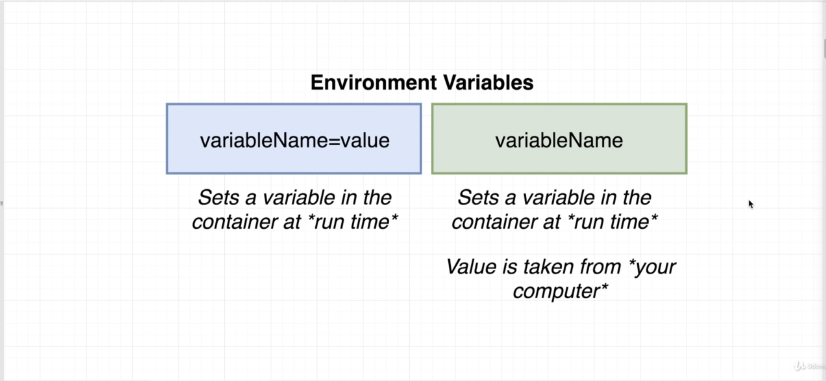 Environment Variables
variableName=value
variableName
Sets a variable in the
container at *run time*
Sets a variable in the
container at *run time*
Value is taken from *your
computer*